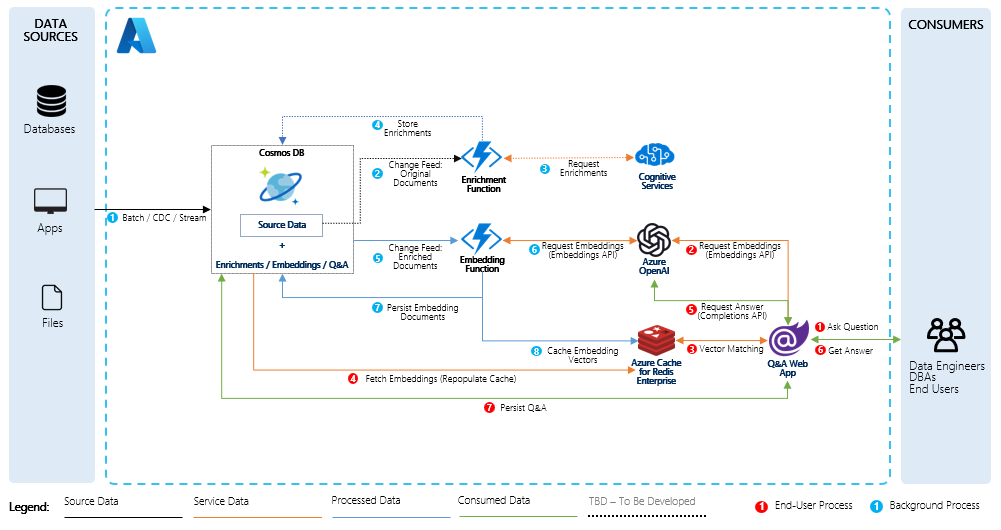 DATA
SOURCES
CONSUMERS
Databases
Apps
Files
1 Batch / CDC / Stream
4 Store
Enrichments
Cosmos DB
Source Data
+
Enrichments / Embeddings / Q&A
2 Change Feed:
Original
Documents
Enrichment
Function
3 Request
Enrichments
Cognitive
Services
5 Change Feed:
Enriched
Documents
Embedding
Function
6 Request Embeddings
(Embeddings API)
Azure
OpenAI
2 Request Embeddings
(Embeddings API)
7 Persist Embedding
Documents
5 Request Answer
(Completions API)
8 Cache Embedding
Vectors
Azure Cache
for Redis
Enterprise
3 Vector Matching
Q&A Web
App
1 Ask Question
6 Get Answer
Data Engineers
DBAs
End Users
4 Fetch Embeddings (Repopulate Cache)
7 Persist Q&A
Legend:
Source Data
Service Data
Processed Data
Consumed Data
TBD – To Be Developed
1 End-User Process
1 Background Process